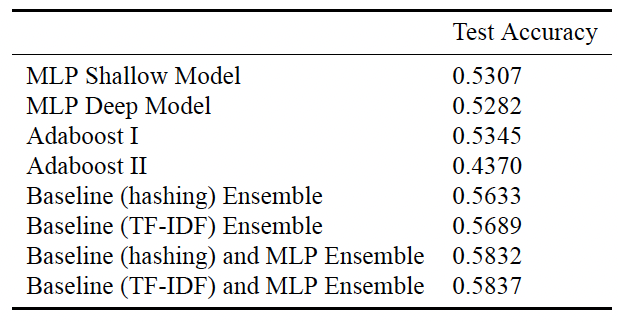 Test Accuracy
MLP Shallow Model 0.5307
MLP Deep Model 0.5282
Adaboost I 0.5345
Adaboost II 0.4370
Baseline (hashing) Ensemble 0.5633
Baseline (TF-IDF) Ensemble 0.5689
Baseline (hashing) and MLP Ensemble 0.5832
Baseline (TF-IDF) and MLP Ensemble 0.5837